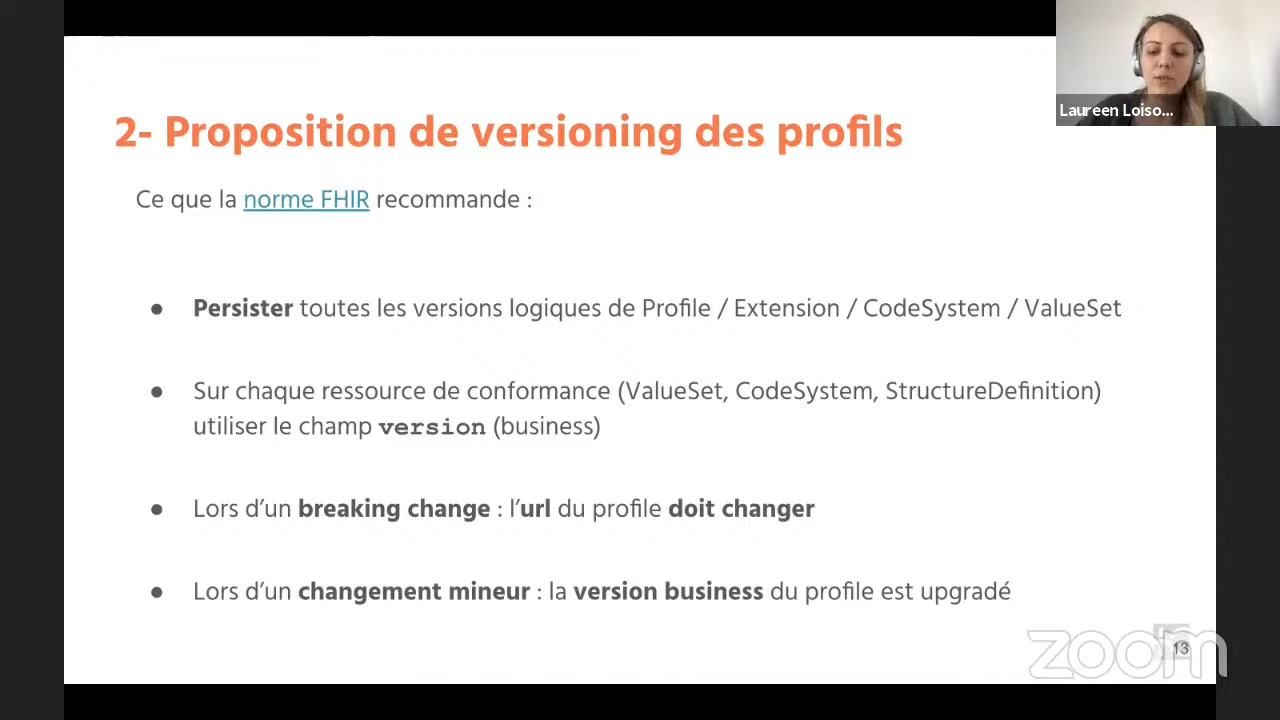 Laureen Loiso...
2- Proposition de versioning des profils
Ce que la norme FHIR recommande :
● Persister toutes les versions logiques de Profile / Extension / CodeSystem / ValueSet
● Sur chaque ressource de conformance (ValueSet, CodeSystem, StructureDefinition)
utiliser le champ version (business)
● Lors d’un breaking change : l’url du profile doit changer
● Lors d’un changement mineur : la version business du profile est upgradé
zoom
13